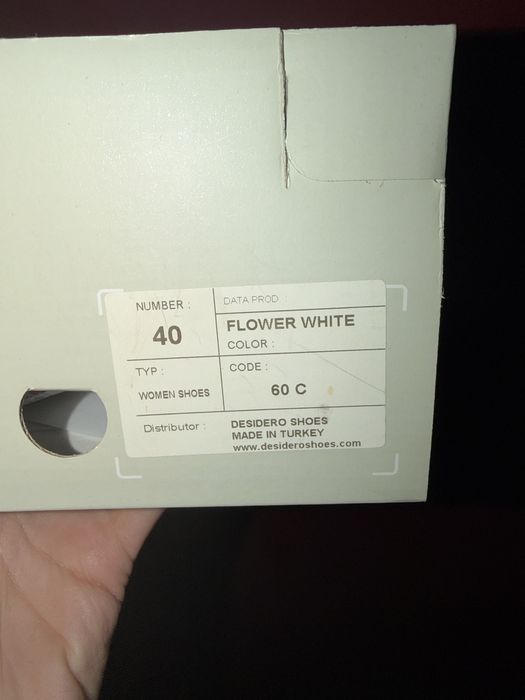 NUMBER :
40
DATA PROD :
FLOWER WHITE
COLOR :
TYP :
WOMEN SHOES
CODE :
60 C
Distributor :
DESIDERO SHOES
MADE IN TURKEY
www.desideroshoes.com